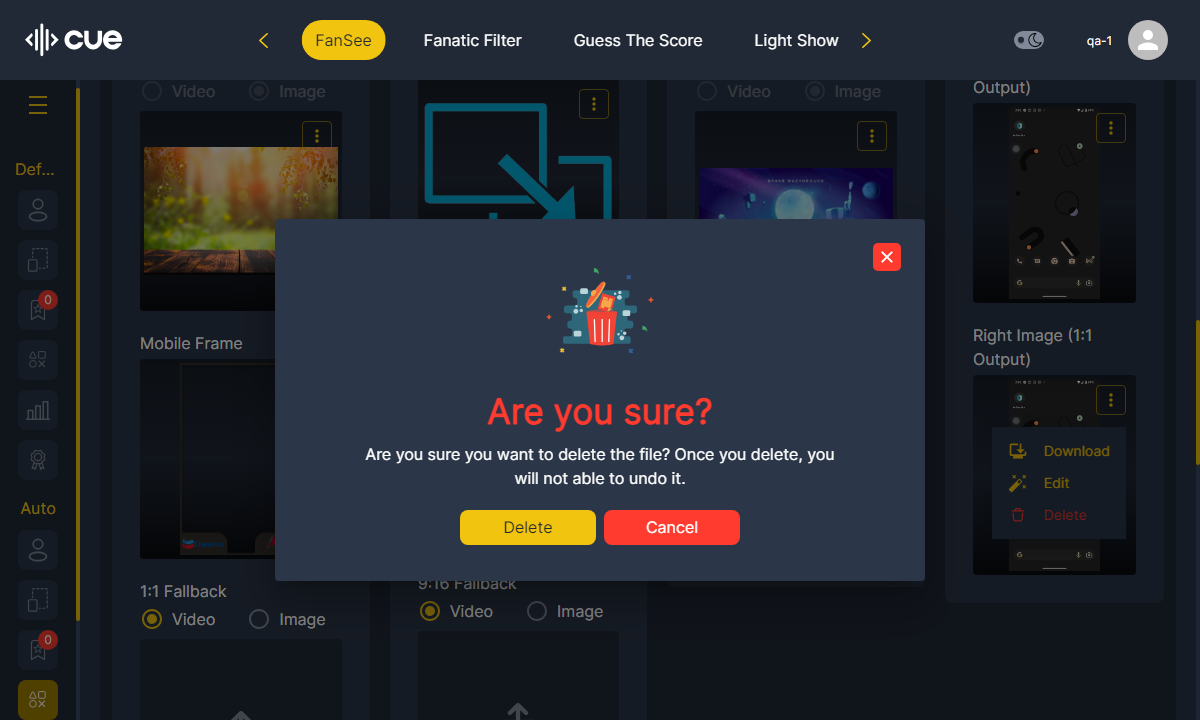 cue
FanSee
Fanatic Filter
Guess The Score
Light Show
qa-1
Video
Image
Video
Image
Output)
Def...
0
Mobile Frame
Right Image (1:1
Output)
Are you sure?
Are you sure you want to delete the file? Once you delete, you
will not able to undo it.
Delete
Cancel
Download
Edit
Delete
Auto
1:1 Fallback
9:16 Fallback
Video
Image
Video
Image
0